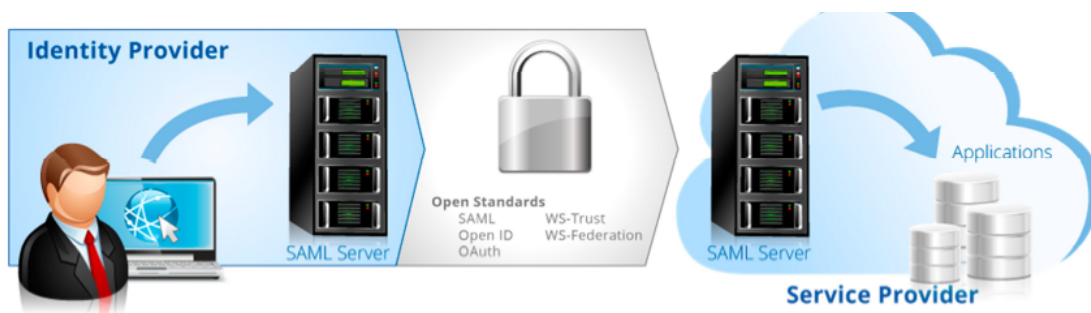 Identity Provider
SAML Server
Open Standards
SAML WS-Trust
Open ID WS-Federation
OAuth
SAML Server
Applications
Service Provider